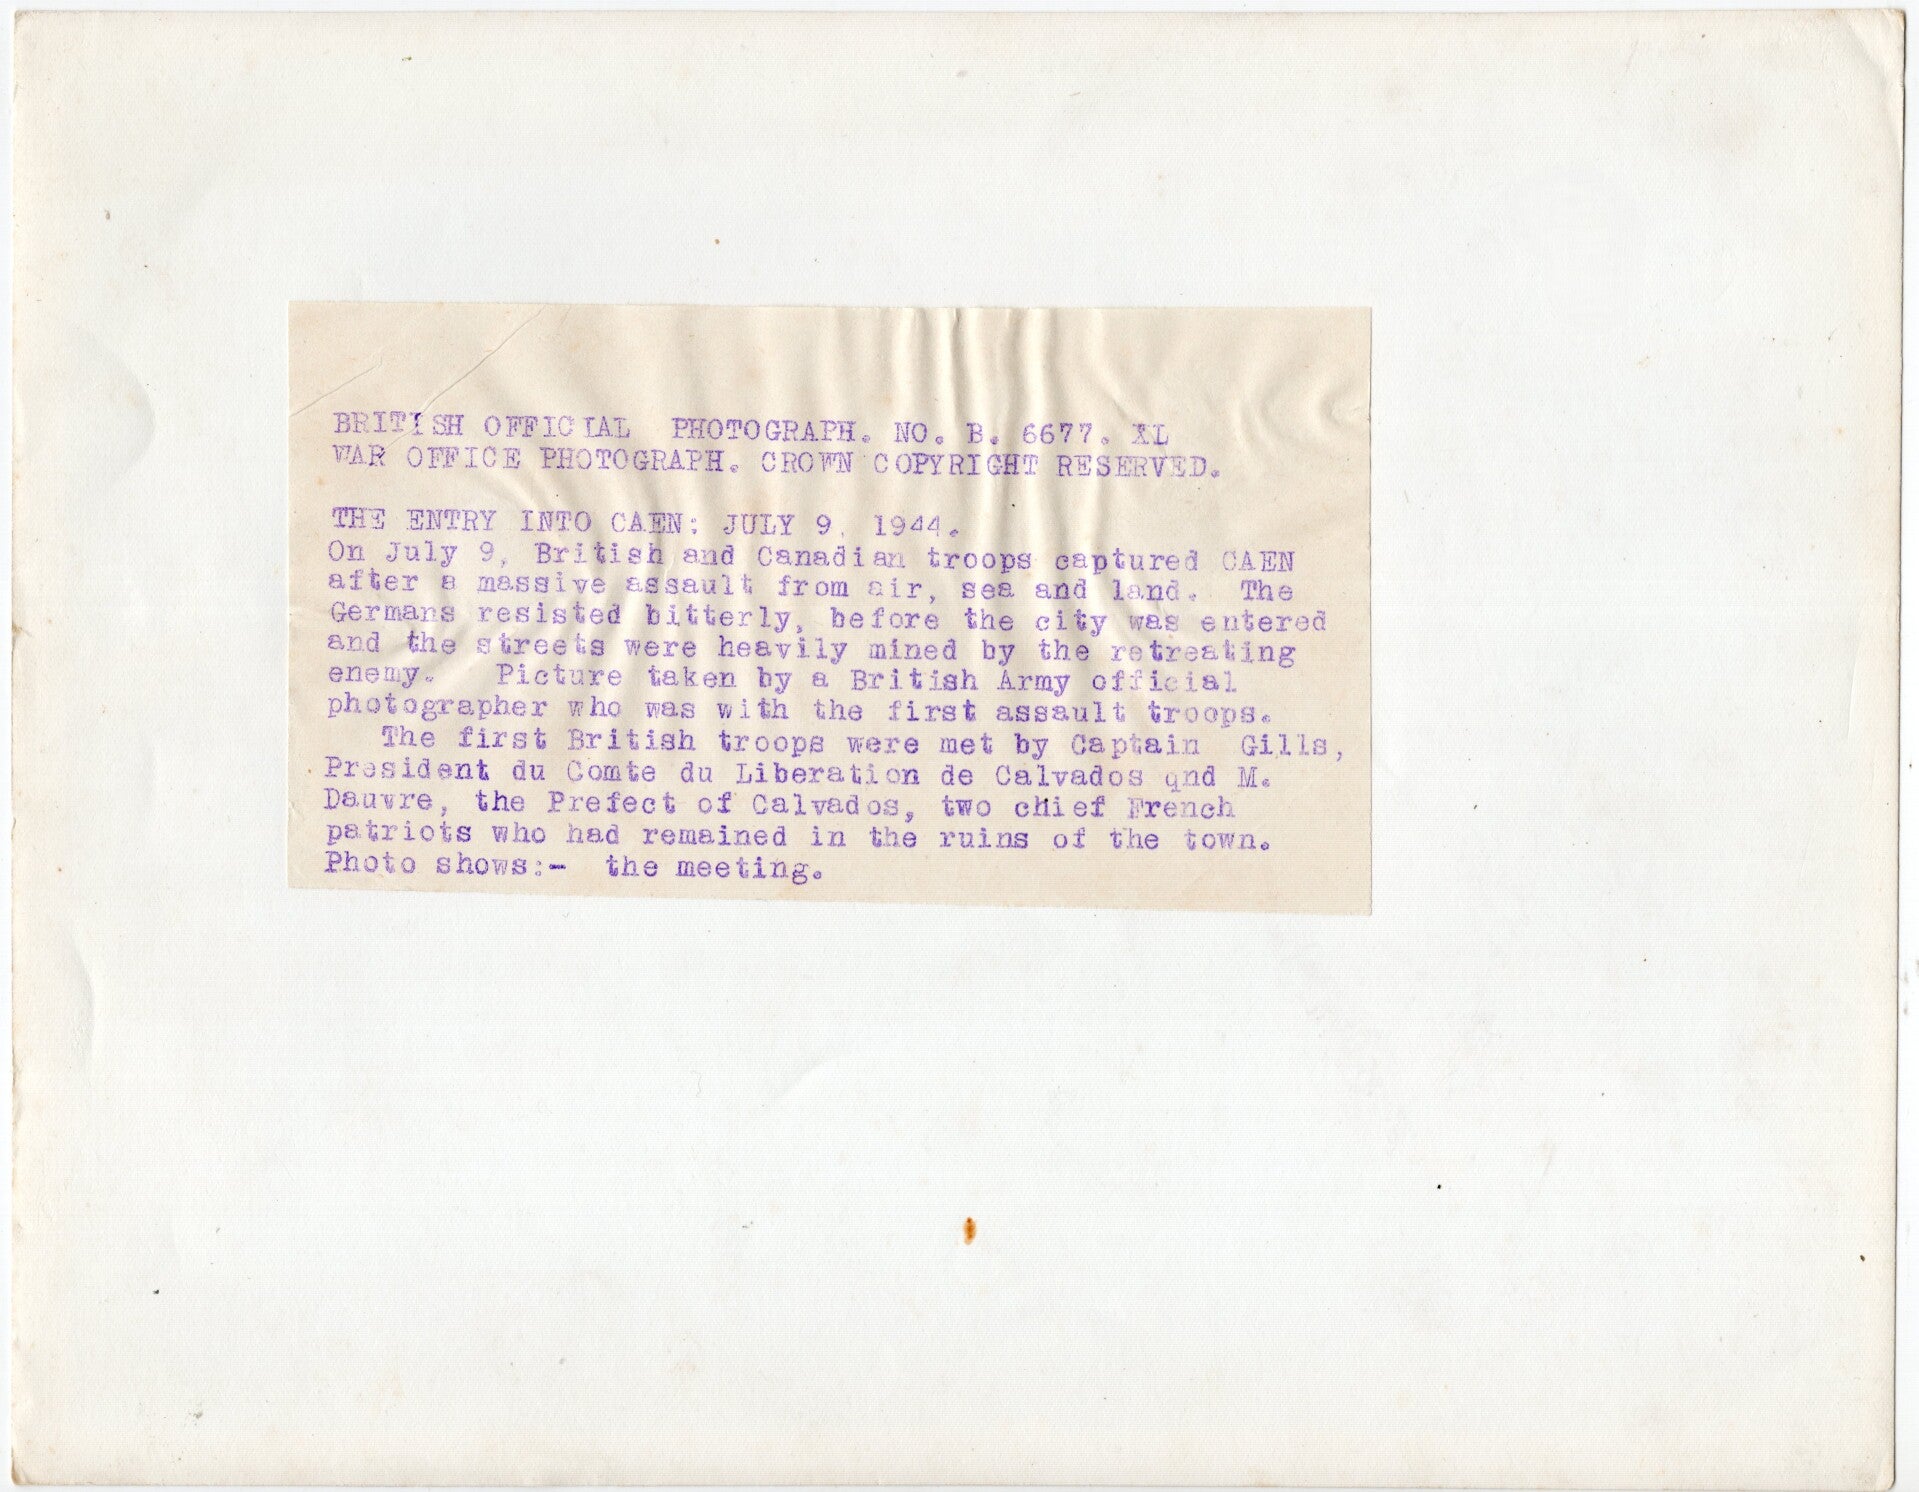 BRITISH OFFICIAL PHOTOGRAPH. NO. B. 6677. XL
WAR OFFICE PHOTOGRAPH. CROWN COPYRIGHT RESERVED.
THE ENTRY INTO CAEN: JULY 9, 1944.
On July 9, British and Canadian troops captured CAEN
after a massive assault from air, sea and land. The
Germans resisted bitterly, before the city was entered
and the streets were heavily mined by the retreating
enemy. Picture taken by a British Army official
photographer who was with the first assault troops.
The first British troops were met by Captain Gills,
President du Comte du Liberation de Calvados qnd M.
Dauvre, the Prefect of Calvados, two chief French
patriots who had remained in the ruins of the town.
Photo shows:- the meeting.